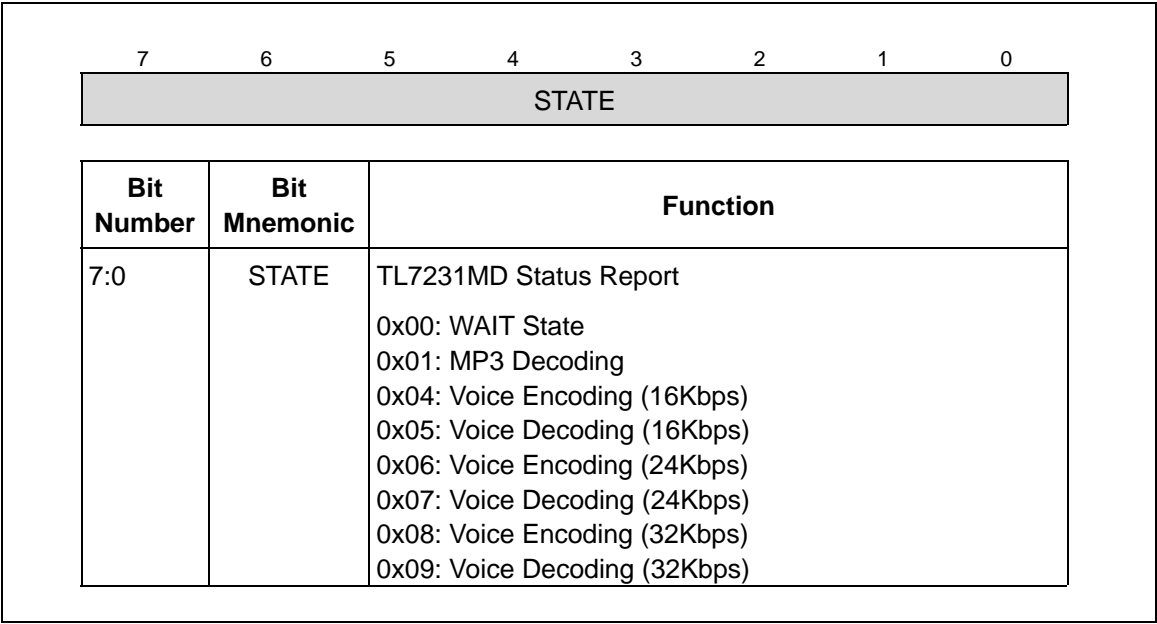 7 6 5 4 3 2 1 0
STATE
Bit Number Bit Mnemonic Function
7:0 STATE TL7231MD Status Report
0x00: WAIT State
0x01: MP3 Decoding
0x04: Voice Encoding (16Kbps)
0x05: Voice Decoding (16Kbps)
0x06: Voice Encoding (24Kbps)
0x07: Voice Decoding (24Kbps)
0x08: Voice Encoding (32Kbps)
0x09: Voice Decoding (32Kbps)